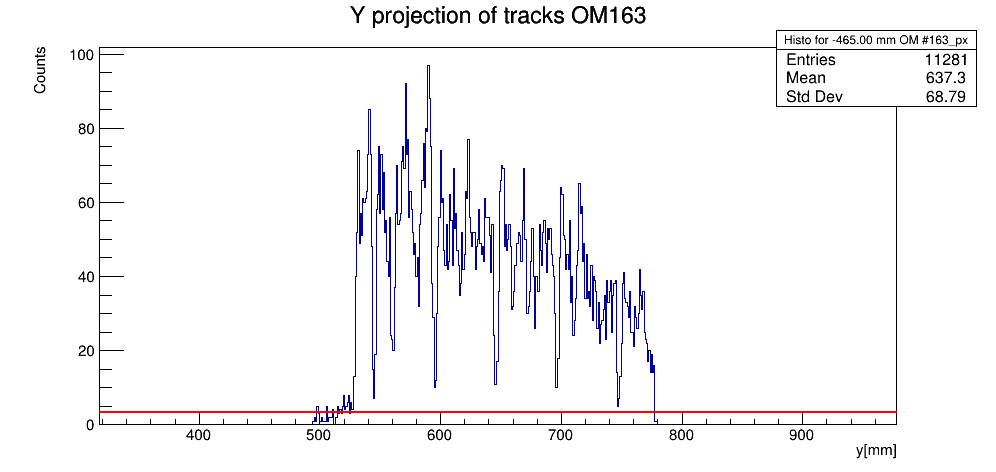 Y projection of tracks OM163
Histo for -465.00 mm OM #163_px
Entries 11281
Mean 637.3
Std Dev 68.79
Counts
100
80
60
40
20
0
400 500 600 700 800 900
y[mm]